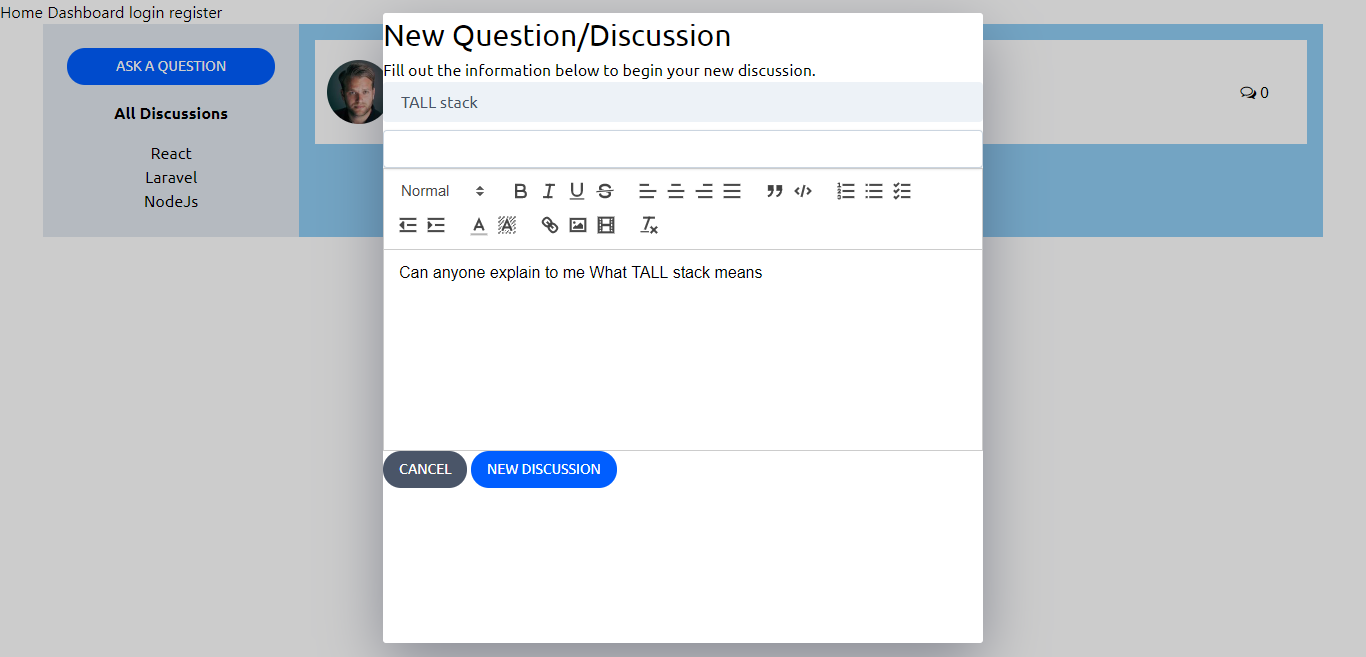 Home Dashboard login register
ASK A QUESTION
All Discussions
React
Laravel
NodeJs
0
New Question/Discussion
Fill out the information below to begin your new discussion.
TALL stack
Normal
Can anyone explain to me What TALL stack means
CANCEL NEW DISCUSSION